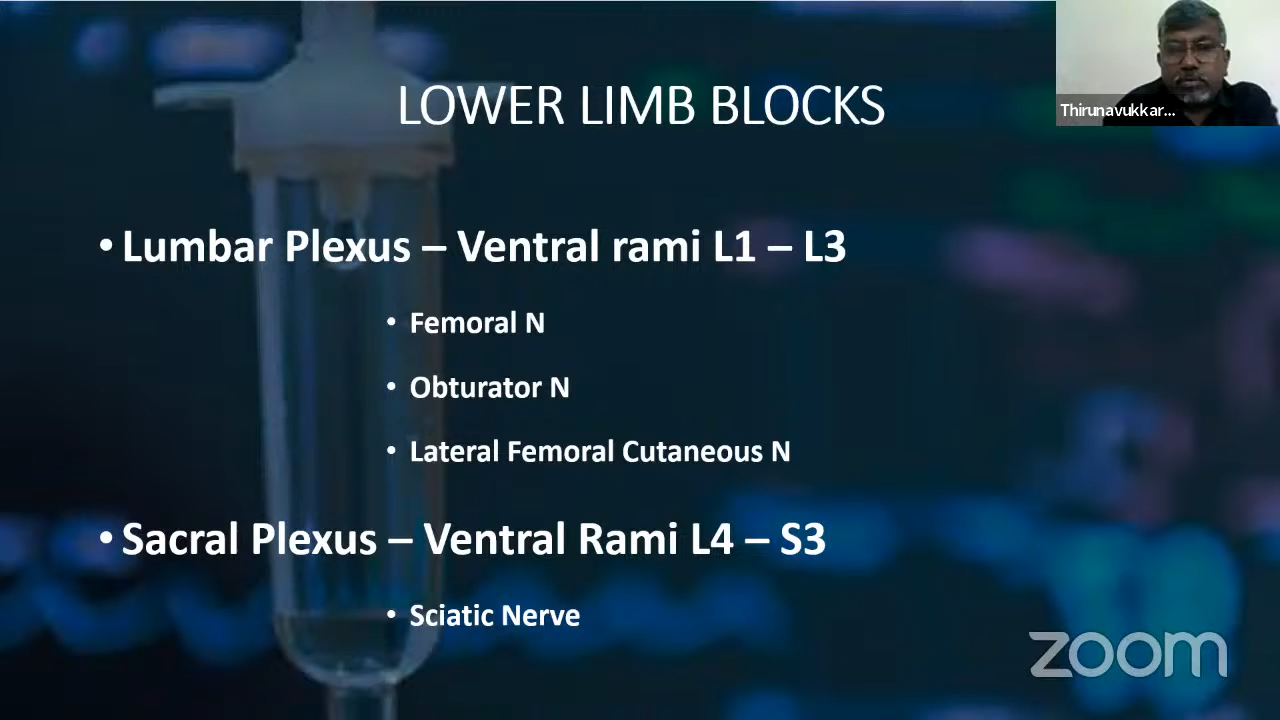 LOWER LIMB BLOCKS
Thirunavukkar...
• Lumbar Plexus – Ventral rami L1 – L3
• Femoral N
• Obturator N
• Lateral Femoral Cutaneous N
• Sacral Plexus – Ventral Rami L4 – S3
• Sciatic Nerve
zoom